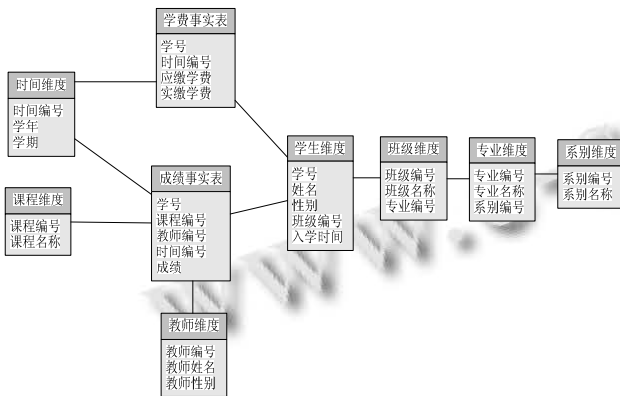 学费事实表
学号
时间编号
应缴学费
实缴学费
时间维度
时间编号
学年
学期
课程维度
课程编号
课程名称
成绩事实表
学号
课程编号
教师编号
时间编号
成绩
教师维度
教师编号
教师姓名
教师性别
学生维度
学号
姓名
性别
班级编号
入学时间
班级维度
班级编号
班级名称
专业编号
专业维度
专业编号
专业名称
系别编号
系别维度
系别编号
系别名称
www.